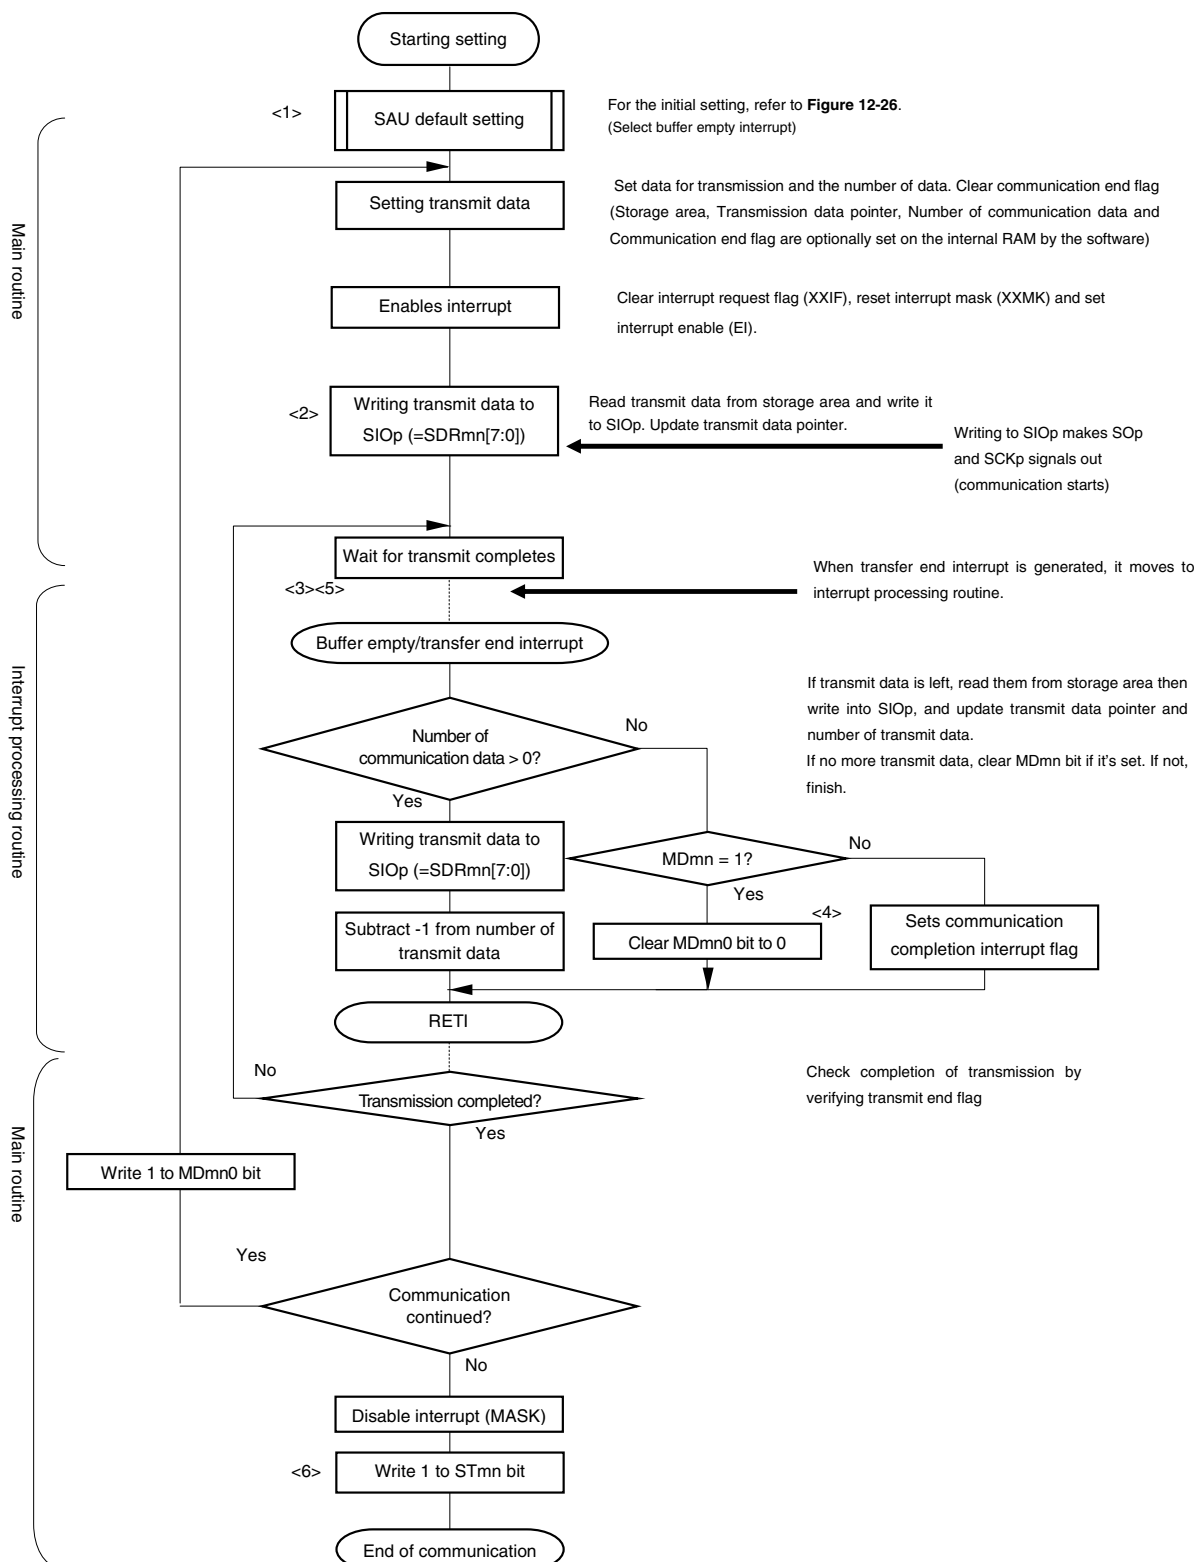 Starting setting
<1>
SAU default setting
For the initial setting, refer to Figure 12-26.
(Select buffer empty interrupt)
Setting transmit data
Set data for transmission and the number of data. Clear communication end flag
(Storage area, Transmission data pointer, Number of communication data and
Communication end flag are optionally set on the internal RAM by the software)
Main routine
Enables interrupt
Clear interrupt request flag (XXIF), reset interrupt mask (XXMK) and set
interrupt enable (EI).
<2>
Writing transmit data to
SIOp (=SDRmn[7:0])
Read transmit data from storage area and write it
to SIOp. Update transmit data pointer.
Writing to SIOp makes SOp
and SCKp signals out
(communication starts)
Wait for transmit completes
<3><5>
When transfer end interrupt is generated, it moves to
interrupt processing routine.
Buffer empty/transfer end interrupt
Interrupt processing routine
If transmit data is left, read them from storage area then
write into SIOp, and update transmit data pointer and
number of transmit data.
If no more transmit data, clear MDmn bit if it's set. If not,
finish.
Number of
communication data > 0?
No
Yes
Writing transmit data to
SIOp (=SDRmn[7:0])
MDmn = 1?
No
Yes
<4>
Subtract -1 from number of
transmit data
Clear MDmn0 bit to 0
Sets communication
completion interrupt flag
RETI
No
Transmission completed?
Yes
Check completion of transmission by
verifying transmit end flag
Main routine
Write 1 to MDmn0 bit
Yes
Communication
continued?
No
Disable interrupt (MASK)
<6>
Write 1 to STmn bit
End of communication